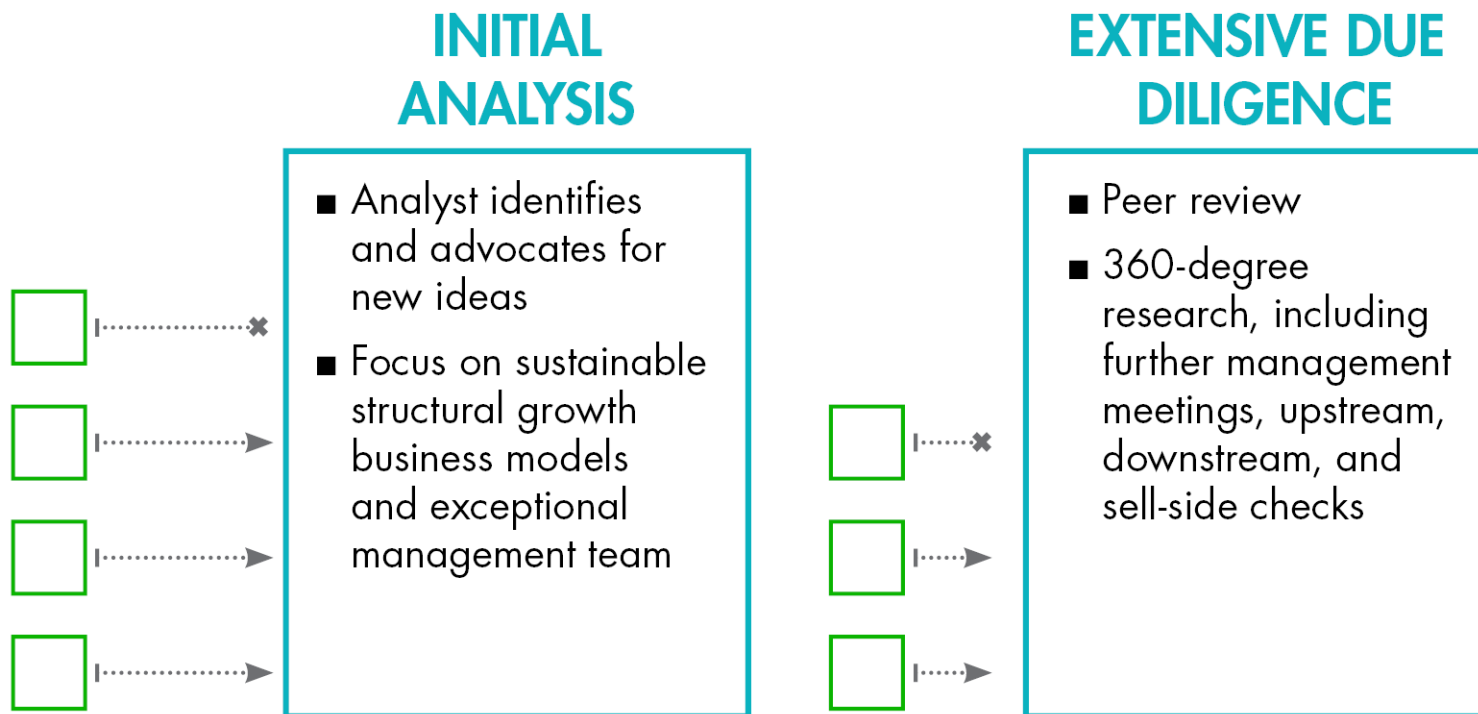 INITIAL
ANALYSIS
■ Analyst identifies
and advocates for
new ideas
■ Focus on sustainable
structural growth
business models
and exceptional
management team
EXTENSIVE DUE
DILIGENCE
■ Peer review
■ 360-degree
research, including
further management
meetings, upstream,
downstream, and
sell-side checks